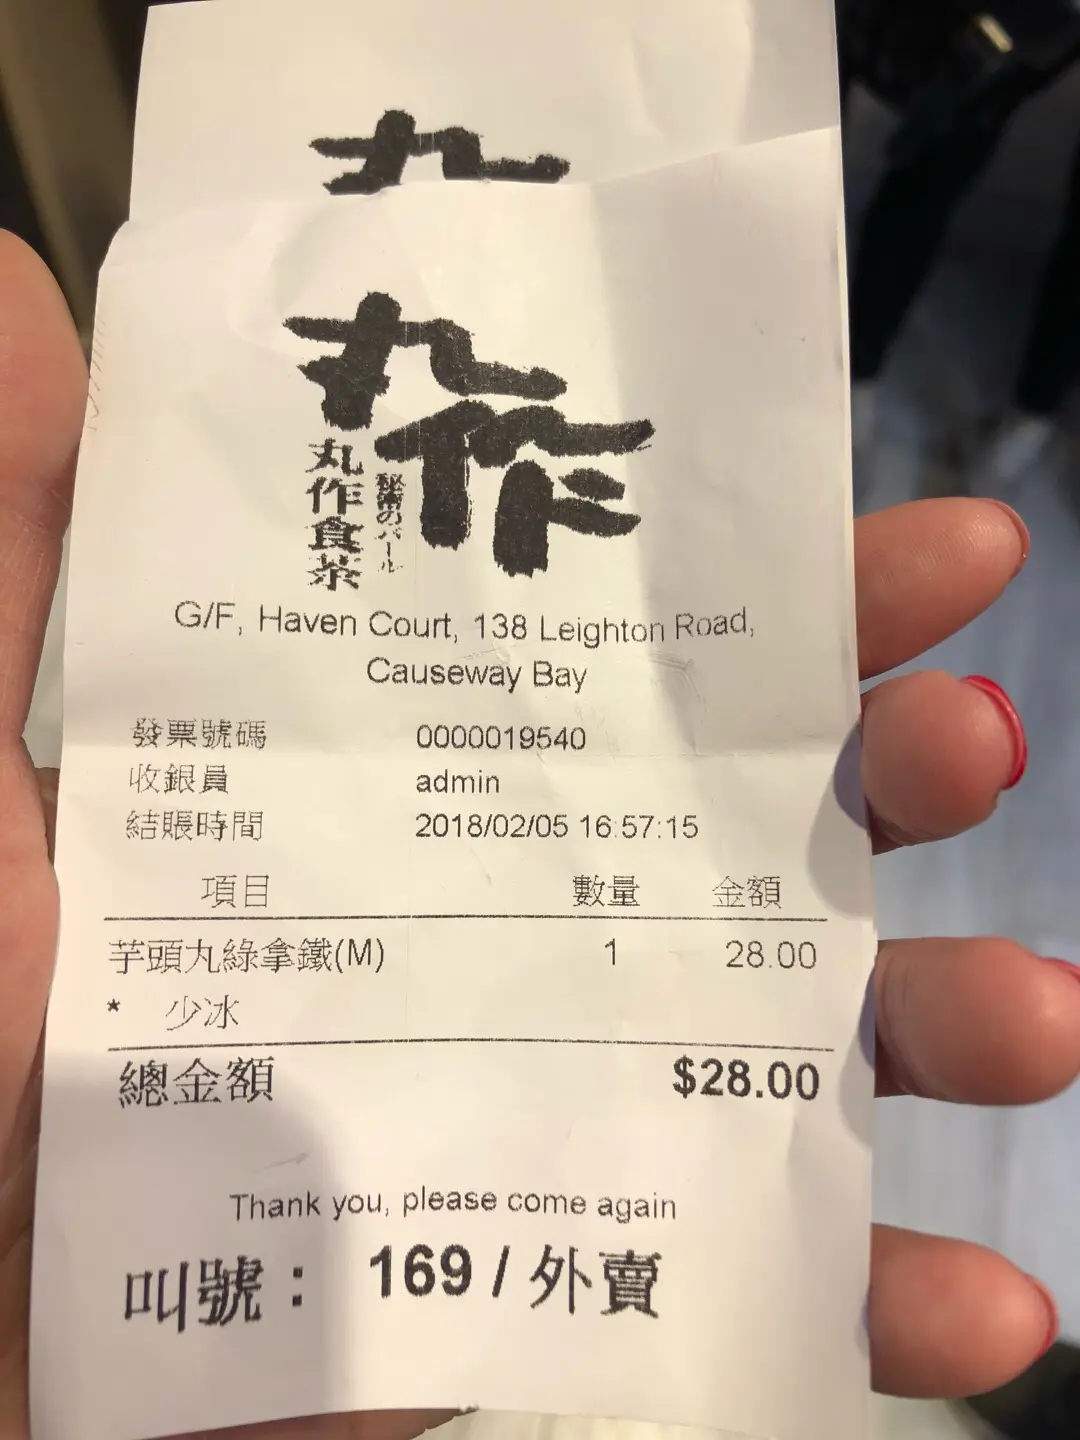 丸
丸作
丸作食茶
秘密のパール
G/F, Haven Court, 138 Leighton Road,
Causeway Bay
發票號碼 0000019540
收銀員 admin
結賬時間 2018/02/05 16:57:15
項目 數量 金額
芋頭丸綠拿鐵(M) 1 28.00
* 少冰
總金額 $28.00
Thank you, please come again
叫號： 169 / 外賣